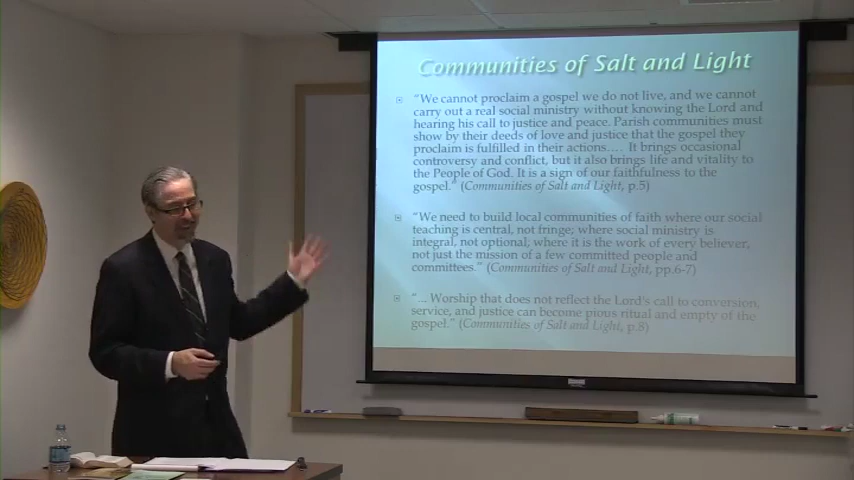 Communities of Salt and Light
"We cannot proclaim a gospel we do not live, and we cannot
carry out a real social ministry without knowing the Lord and
hearing his call to justice and peace. Parish communities must
show by their deeds of love and justice that the gospel they
proclaim is fulfilled in their actions…. It brings occasional
controversy and conflict, but it also brings life and vitality to
the People of God. It is a sign of our faithfulness to the
gospel." (Communities of Salt and Light, p.5)
"We need to build local communities of faith where our social
teaching is central, not fringe; where social ministry is
integral, not optional; where it is the work of every believer,
not just the mission of a few committed people and
committees." (Communities of Salt and Light, pp.6-7)
"... Worship that does not reflect the Lord's call to conversion,
service, and justice can become pious ritual and empty of the
gospel." (Communities of Salt and Light, p.8)